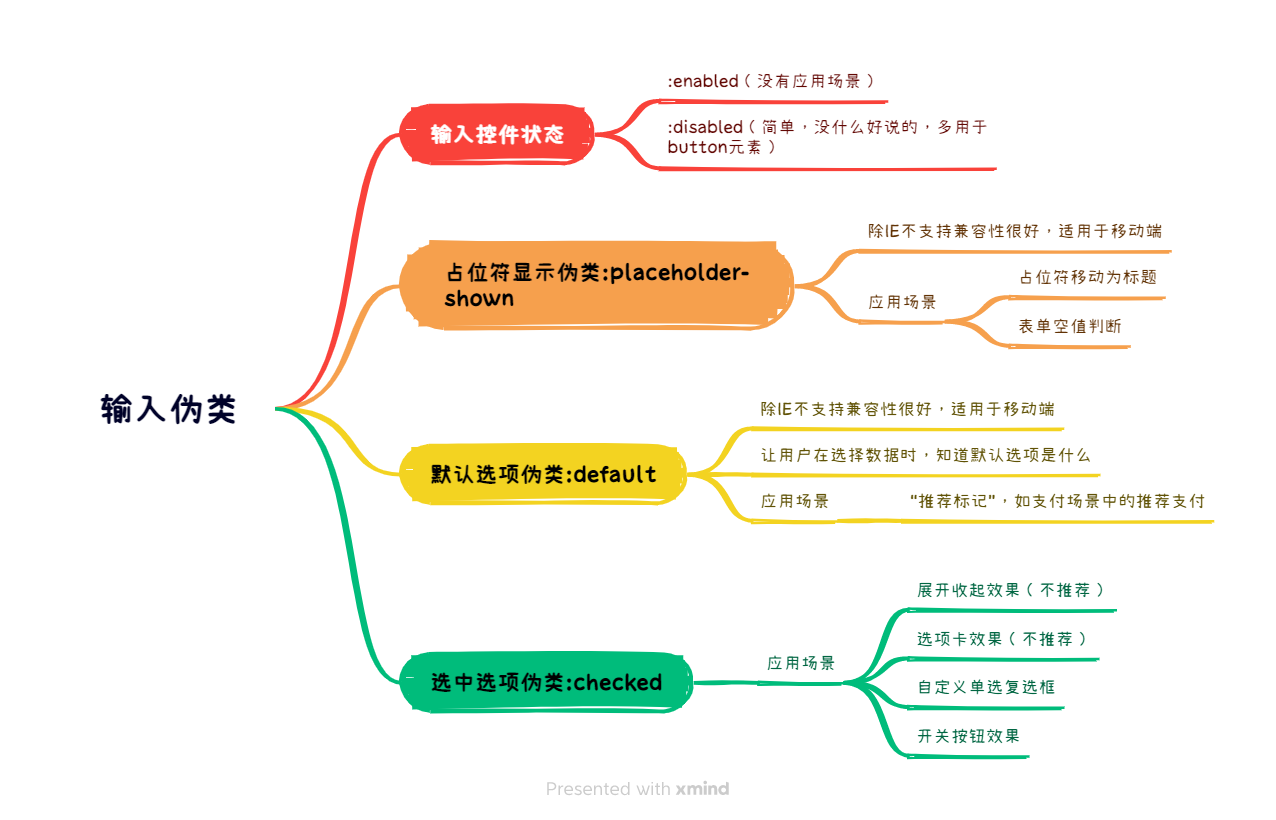 输入伪类
输入控件状态
:enabled（没有应用场景）
:disabled（简单，没什么好说的，多用于
button元素）
占位符显示伪类:placeholder-
shown
除IE不支持兼容性很好，适用于移动端
应用场景
占位符移动为标题
表单空值判断
默认选项伪类:default
除IE不支持兼容性很好，适用于移动端
让用户在选择数据时，知道默认选项是什么
应用场景
"推荐标记"，如支付场景中的推荐支付
选中选项伪类:checked
应用场景
展开收起效果（不推荐）
选项卡效果（不推荐）
自定义单选复选框
开关按钮效果
Presented with xmind